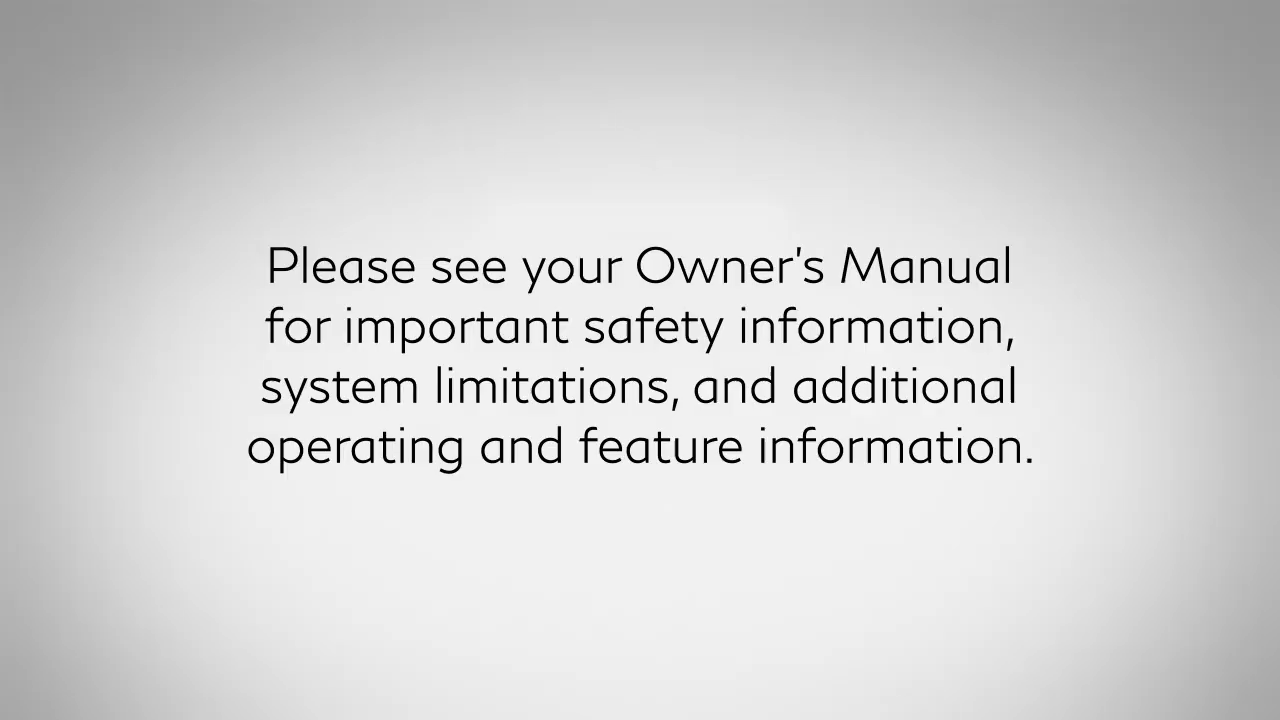 Please see your Owner's Manual
for important safety information,
system limitations, and additional
operating and feature information.